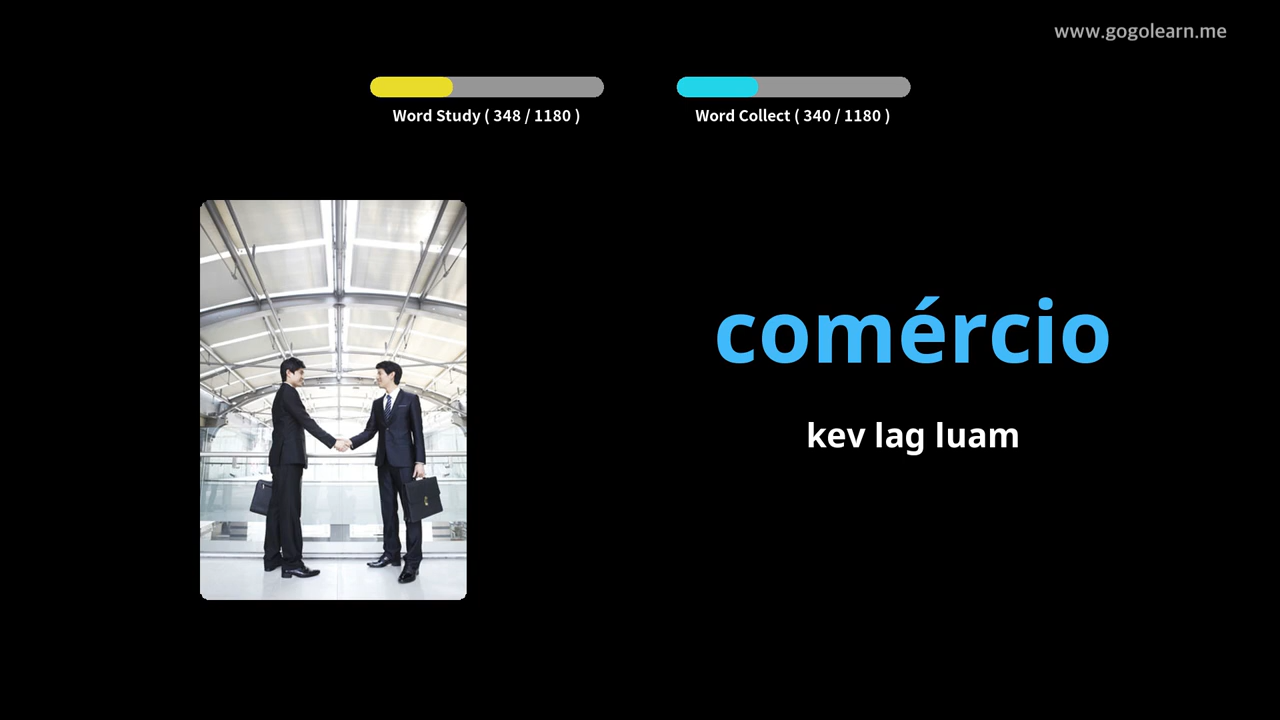 www.gogolearn.me
Word Study ( 348 / 1180 )
Word Collect ( 340 / 1180 )
comércio
kev lag luam